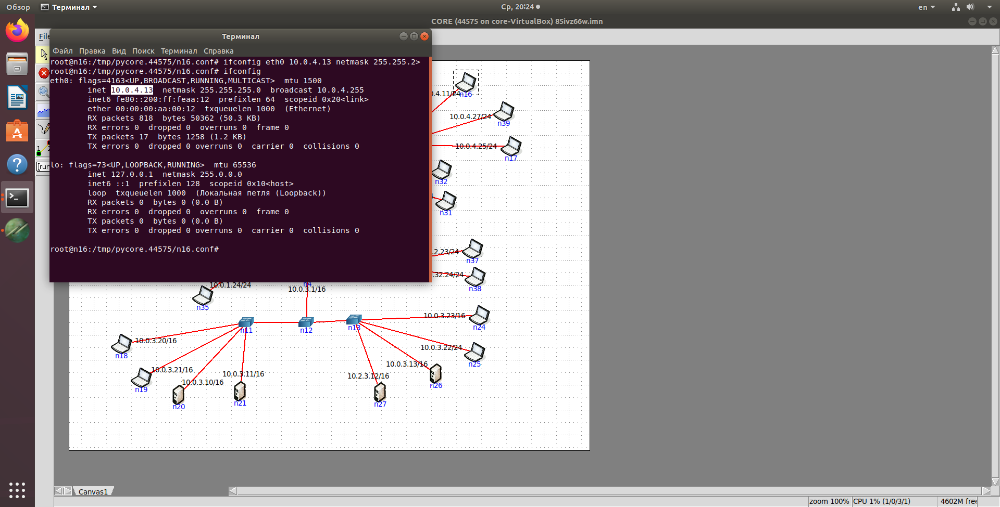 Обзор
Терминал
Ср, 20:24
en
CORE (44575 on core-VirtualBox) 85ivz66w.imn
File
Терминал
Файл Правка Вид Поиск Терминал Справка
root@n16:/tmp/pycore.44575/n16.conf# ifconfig eth0 10.0.4.13 netmask 255.255.2>
root@n16:/tmp/pycore.44575/n16.conf# ifconfig
eth0: flags=4163<UP,BROADCAST,RUNNING,MULTICAST>  mtu 1500
        inet 10.0.4.13  netmask 255.255.255.0  broadcast 10.0.4.255
        inet6 fe80::200:ff:feaa:12  prefixlen 64  scopeid 0x20<link>
        ether 00:00:00:aa:00:12  txqueuelen 1000  (Ethernet)
        RX packets 818  bytes 50362 (50.3 KB)
        RX errors 0  dropped 0  overruns 0  frame 0
        TX packets 17  bytes 1258 (1.2 KB)
        TX errors 0  dropped 0 overruns 0  carrier 0  collisions 0
lo: flags=73<UP,LOOPBACK,RUNNING>  mtu 65536
        inet 127.0.0.1  netmask 255.0.0.0
        inet6 ::1  prefixlen 128  scopeid 0x10<host>
        loop  txqueuelen 1000  (Локальная петля (Loopback))
        RX packets 0  bytes 0 (0.0 B)
        RX errors 0  dropped 0  overruns 0  frame 0
        TX packets 0  bytes 0 (0.0 B)
        TX errors 0  dropped 0 overruns 0  carrier 0  collisions 0
root@n16:/tmp/pycore.44575/n16.conf#
.4.11/24
n16
10.0.4.27/24
n39
10.0.4.25/24
n17
n32
n31
.2.23/24
n37
.32.24/24
n38
10.0.1.24/24
n35
n4
10.0.3.1/16
n11
n12
n13
10.0.3.23/16
n24
10.0.3.20/16
n18
10.0.3.22/24
n25
10.0.3.21/16
n19
10.0.3.13/16
n26
10.0.3.11/16
n21
10.2.3.12/16
n27
10.0.3.10/16
n20
Canvas1
zoom 100%
CPU 1% (1/0/3/1)
4602M free